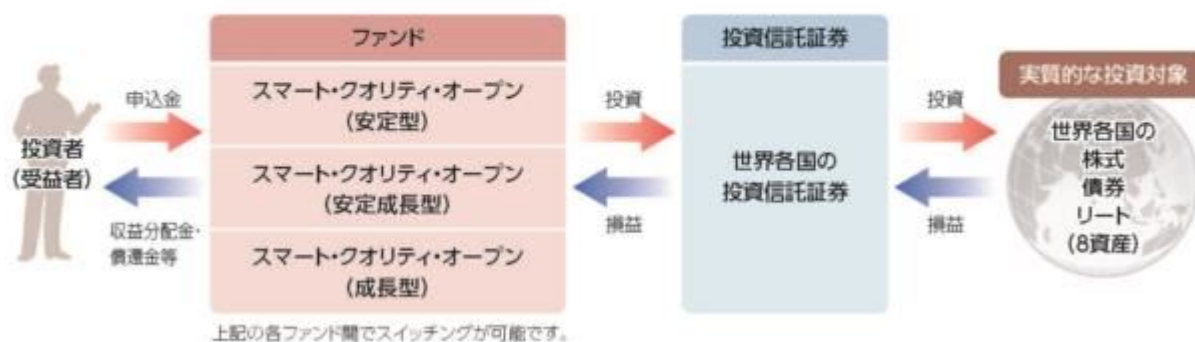 ファンド
投資信託証券
実質的な投資対象
投資者
(受益者)
申込金
収益分配金・
償還金等
スマート・クオリティ・オープン
(安定型)
スマート・クオリティ・オープン
(安定成長型)
スマート・クオリティ・オープン
(成長型)
投資
損益
世界各国の
投資信託証券
投資
損益
世界各国の
株式
債券
リート
(8資産)
上記の各ファンド間でスイッチングが可能です。